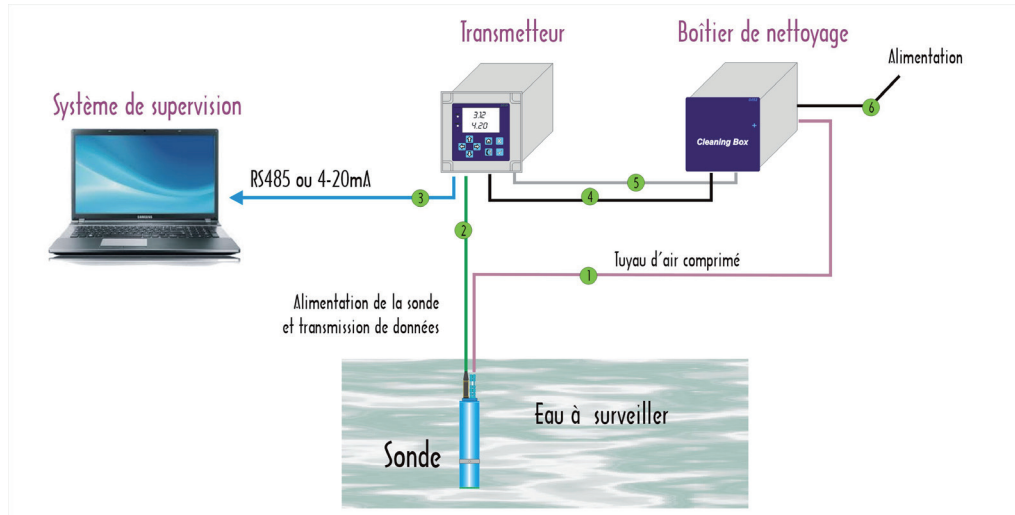 Transmetteur
Boîtier de nettoyage
Alimentation
Système de supervision
3.12
4.20
6
Cleaning Box
RS485 ou 4-20mA
3
5
4
2
Tuyau d'air comprimé
1
Alimentation de la sonde
et transmission de données
Eau à surveiller
Sonde
SAMSUNG